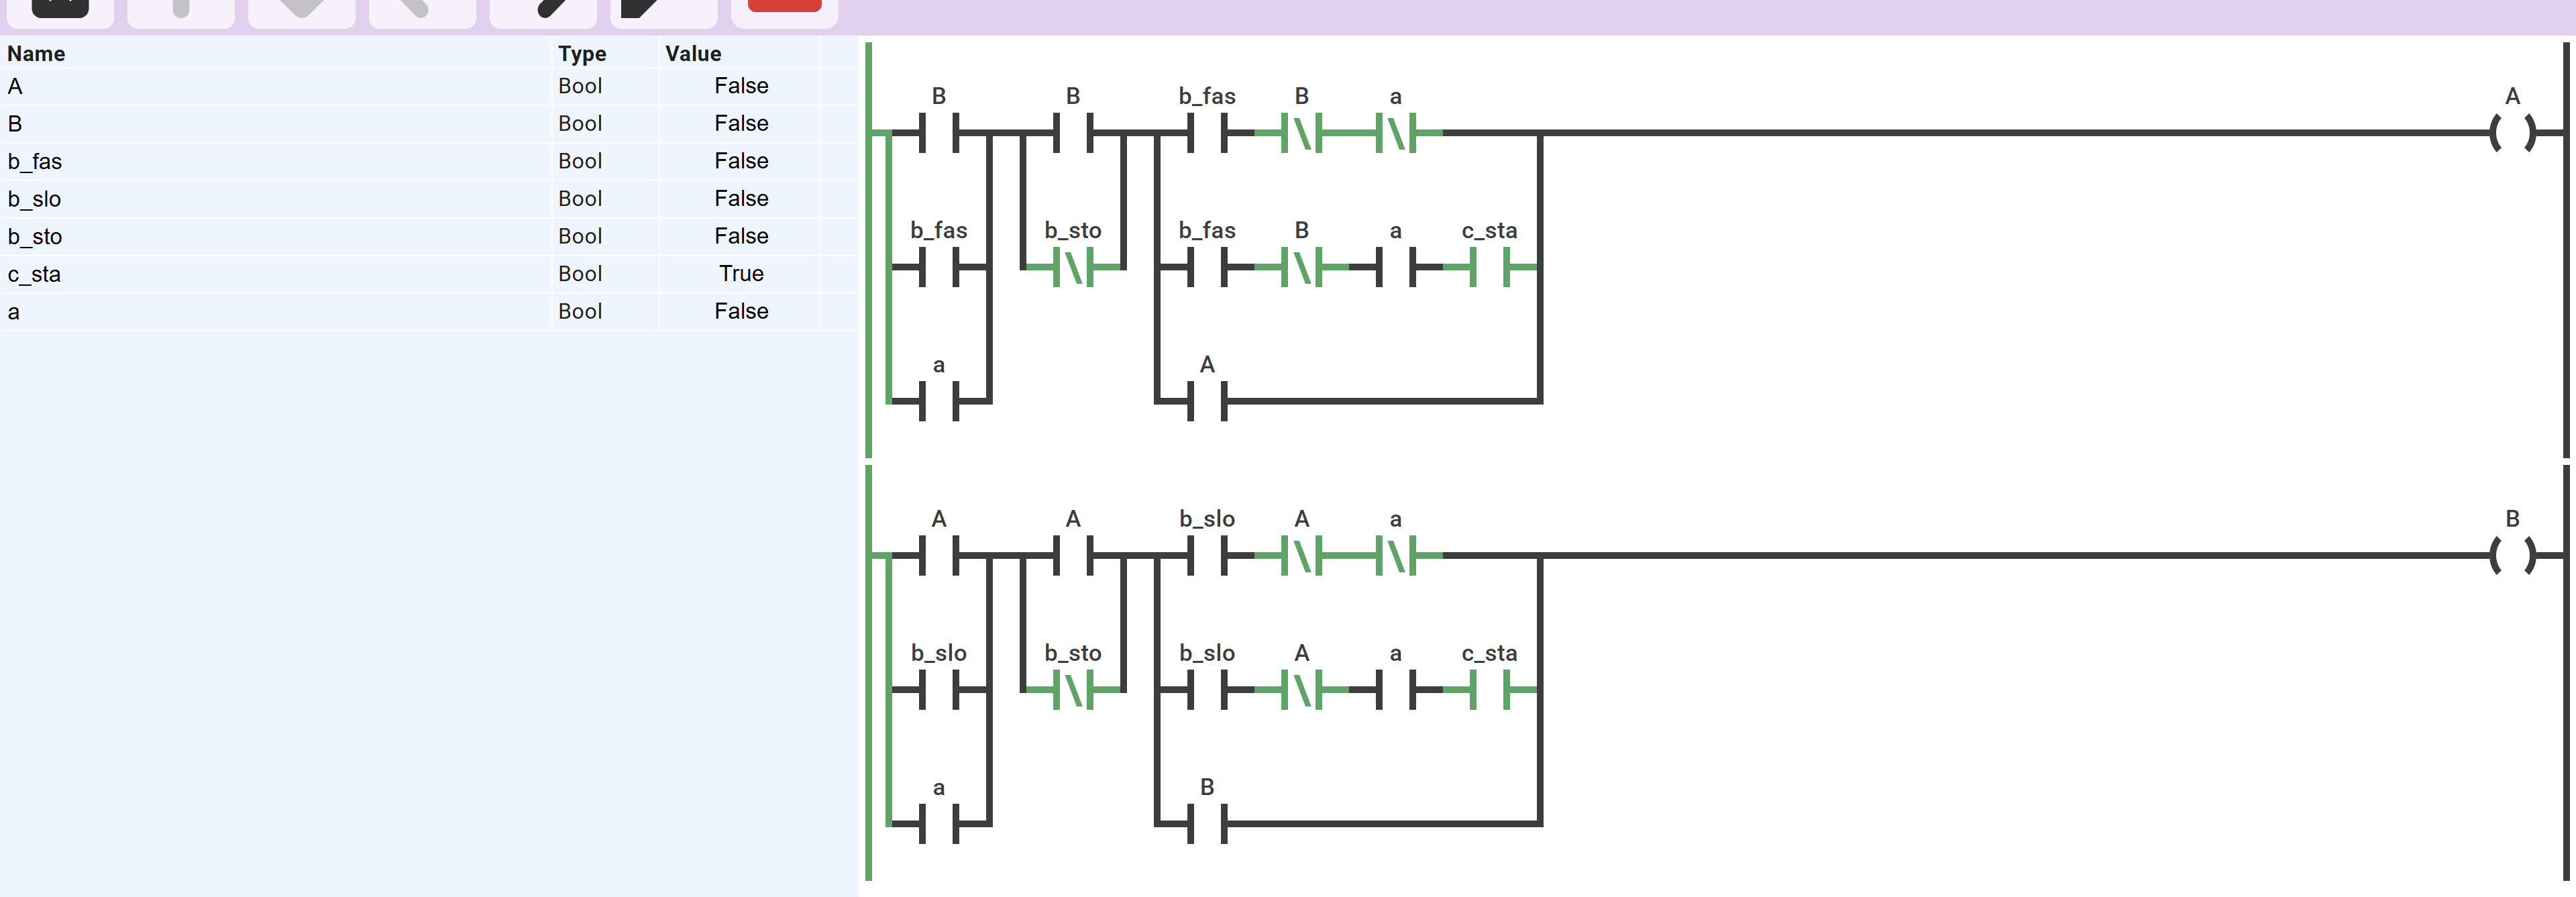 Name Type Value
A Bool False
B Bool False
b_fas Bool False
b_slo Bool False
b_sto Bool False
c_sta Bool True
a Bool False
B B b_fas B a A
b_fas b_sto b_fas B a c_sta
a A
A A b_slo A a B
b_slo b_sto b_slo A a c_sta
a B